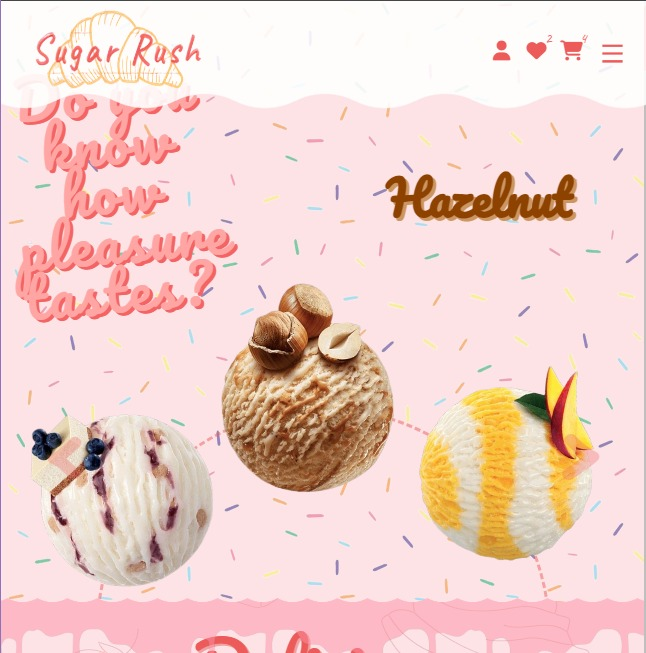 Sugar Rush
2
4
Do you
know
how
pleasure
tastes?
Hazelnut